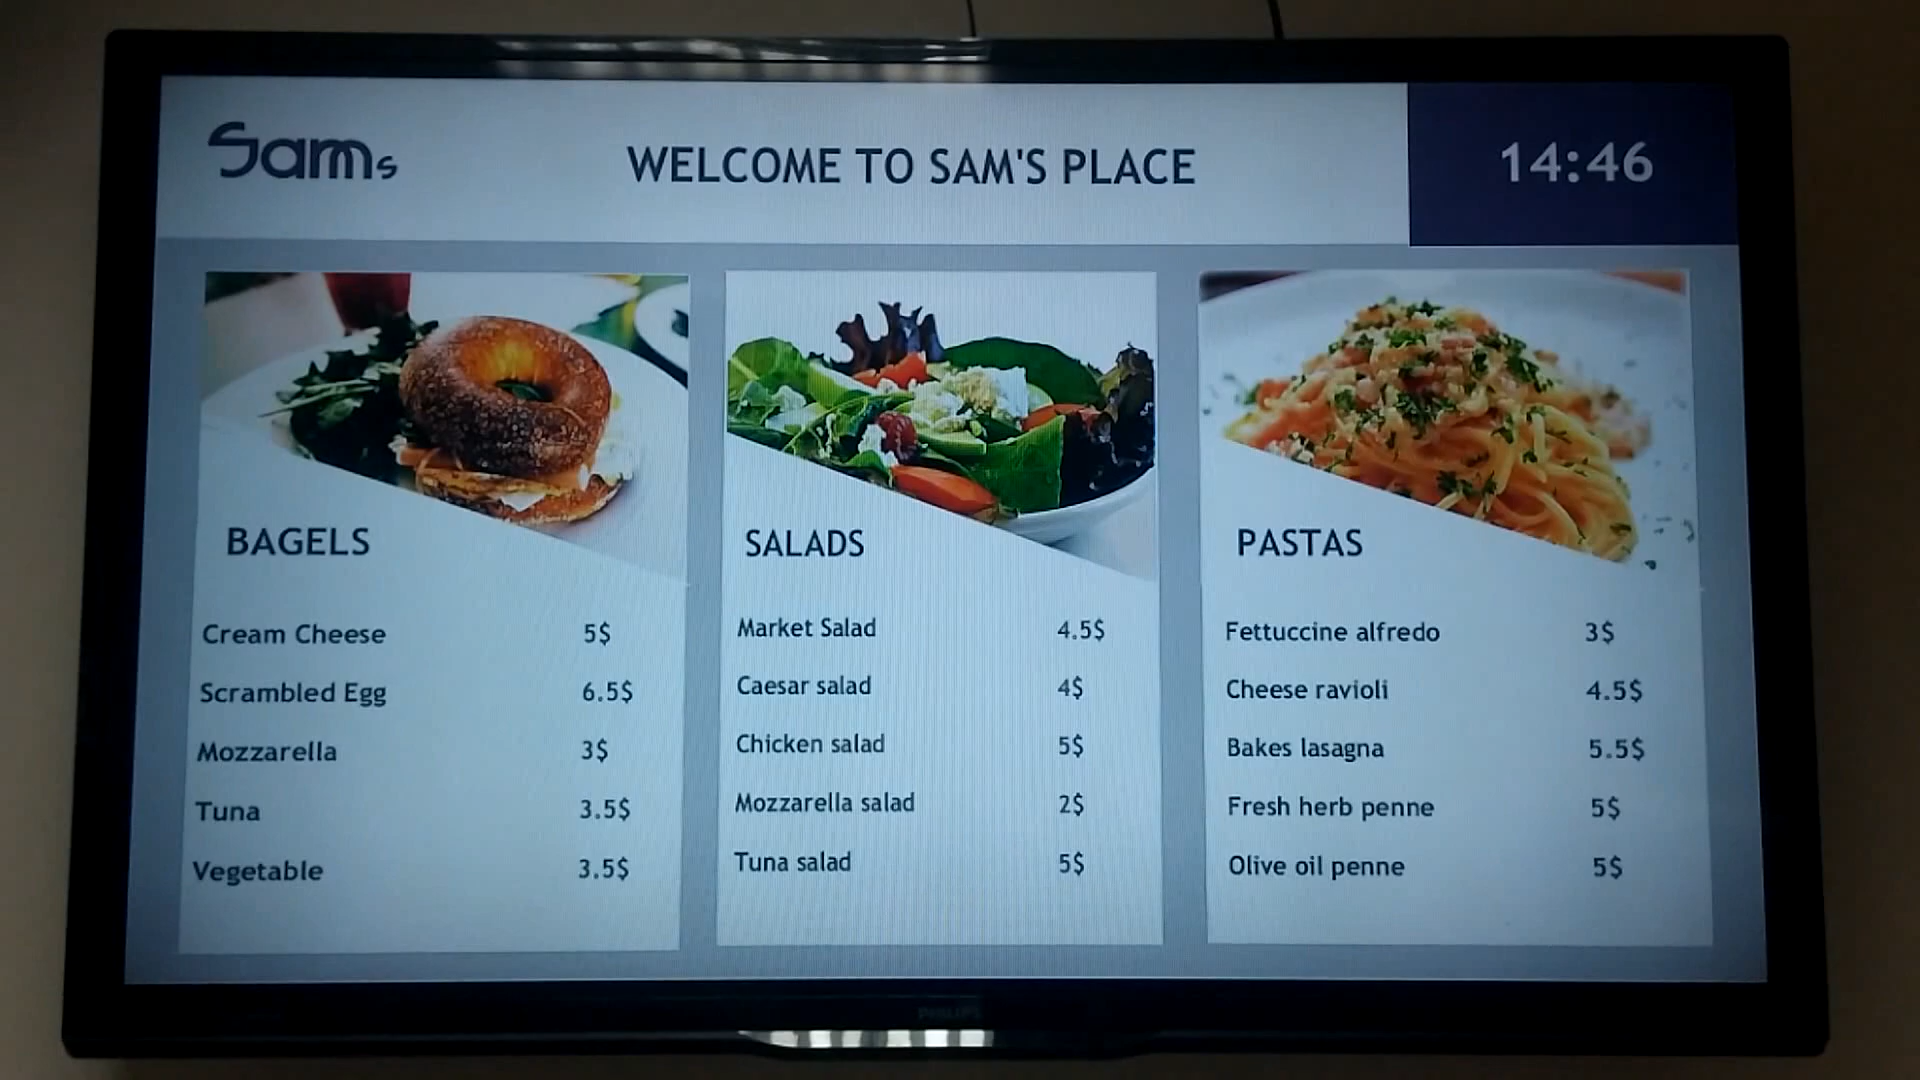 Sams
WELCOME TO SAM'S PLACE
14:46
BAGELS
Cream Cheese 5$
Scrambled Egg 6.5$
Mozzarella 3$
Tuna 3.5$
Vegetable 3.5$
SALADS
Market Salad 4.5$
Caesar salad 4$
Chicken salad 5$
Mozzarella salad 2$
Tuna salad 5$
PASTAS
Fettuccine alfredo 3$
Cheese ravioli 4.5$
Bakes lasagna 5.5$
Fresh herb penne 5$
Olive oil penne 5$
PHILIPS